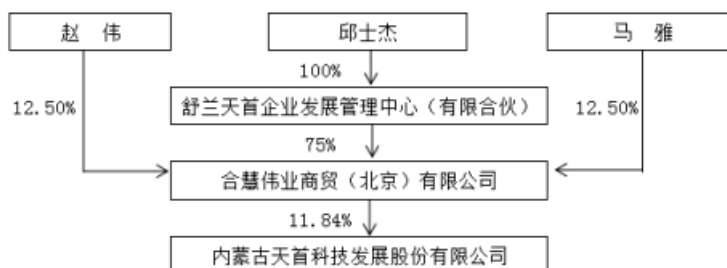 赵 伟
邱士杰
马 雅
100%
12.50%
舒兰天首企业发展管理中心（有限合伙）
12.50%
75%
合慧伟业商贸（北京）有限公司
11.84%
内蒙古天首科技发展股份有限公司